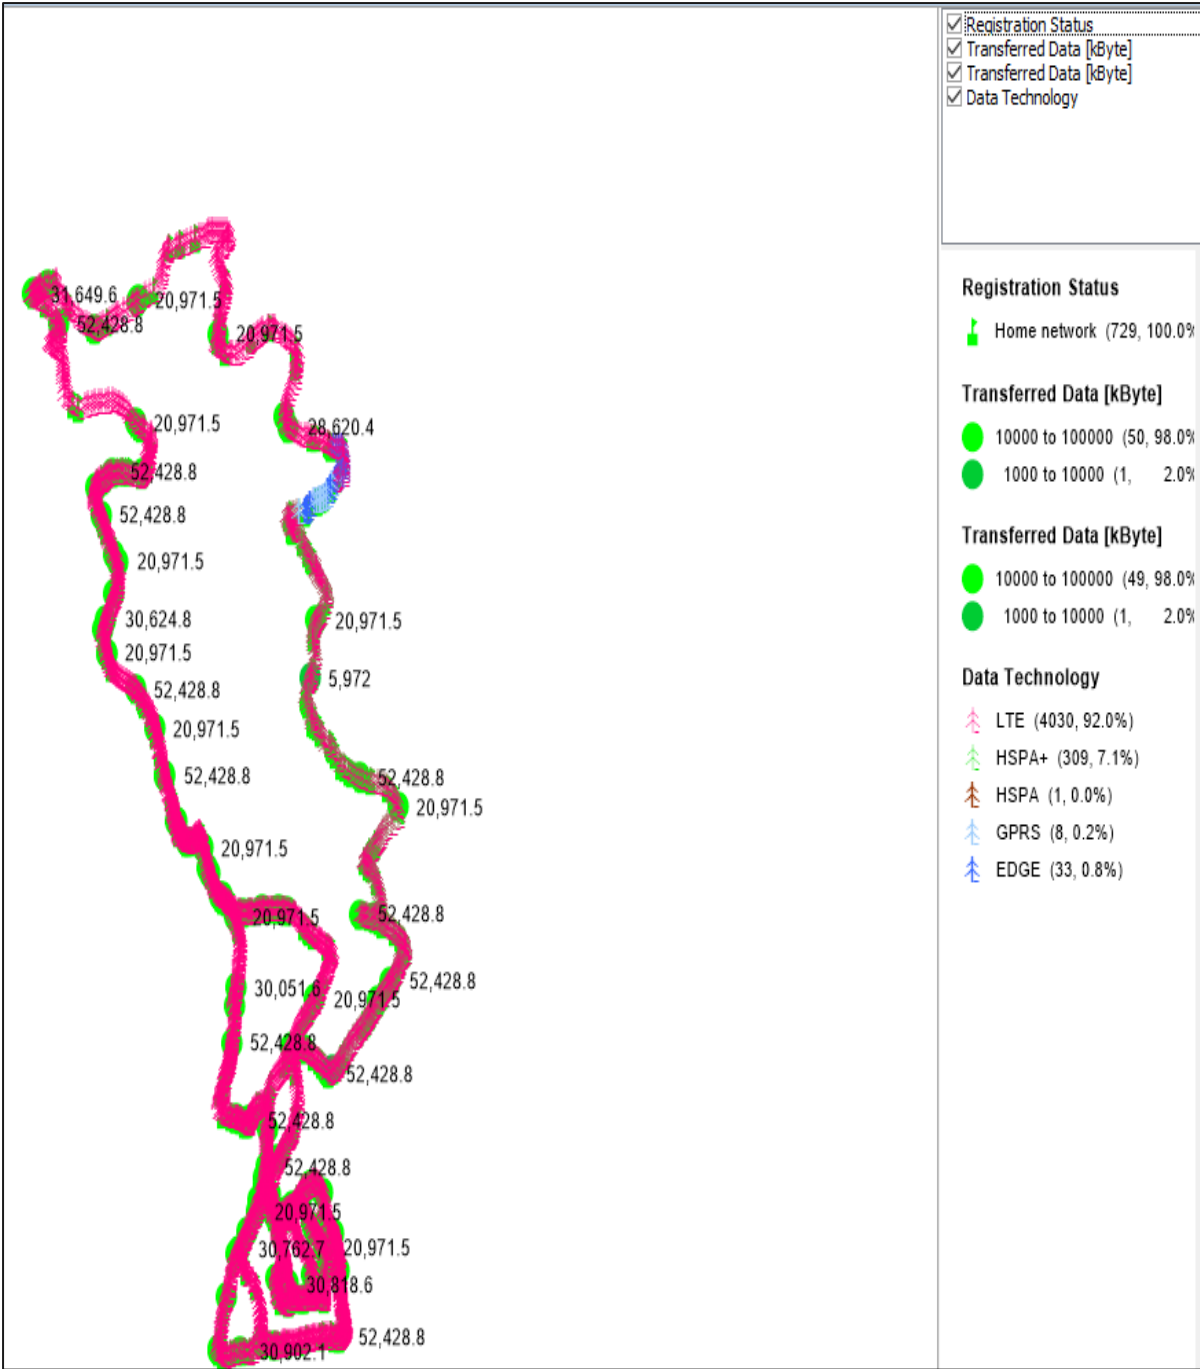 Registration Status
Transferred Data [kByte]
Transferred Data [kByte]
Data Technology
31,649.6
52,428.8
20,971.5
20,971.5
20,971.5
28,620.4
52,428.8
52,428.8
20,971.5
30,624.8
20,971.5
20,971.5
5,972
52,428.8
20,971.5
52,428.8
52,428.8
20,971.5
20,971.5
20,971.5
52,428.8
52,428.8
30,051.6
20,971.5
52,428.8
52,428.8
52,428.8
52,428.8
20,971.5
30,762.7
20,971.5
30,818.6
52,428.8
30,902.1
Registration Status
Home network (729, 100.0%
Transferred Data [kByte]
10000 to 100000 (50, 98.0%
1000 to 10000 (1, 2.0%
Transferred Data [kByte]
10000 to 100000 (49, 98.0%
1000 to 10000 (1, 2.0%
Data Technology
LTE (4030, 92.0%)
HSPA+ (309, 7.1%)
HSPA (1, 0.0%)
GPRS (8, 0.2%)
EDGE (33, 0.8%)